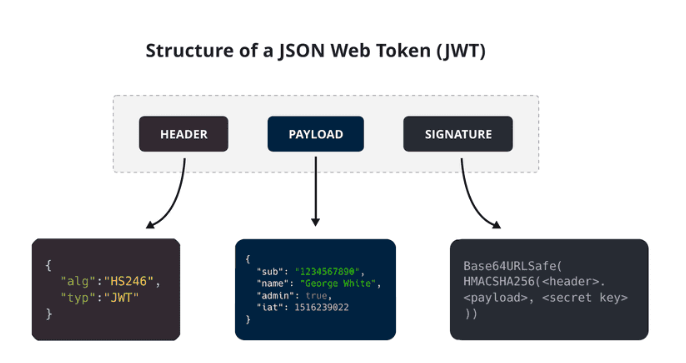 Structure of a JSON Web Token (JWT)
HEADER
PAYLOAD
SIGNATURE
{
"alg":"HS246",
"typ":"JWT"
}
{
"sub": "1234567890",
"name": "George White",
"admin": true,
"iat": 1516239022
}
Base64URLSafe(
HMACSHA256(<header>.
<payload>, <secret key>
))